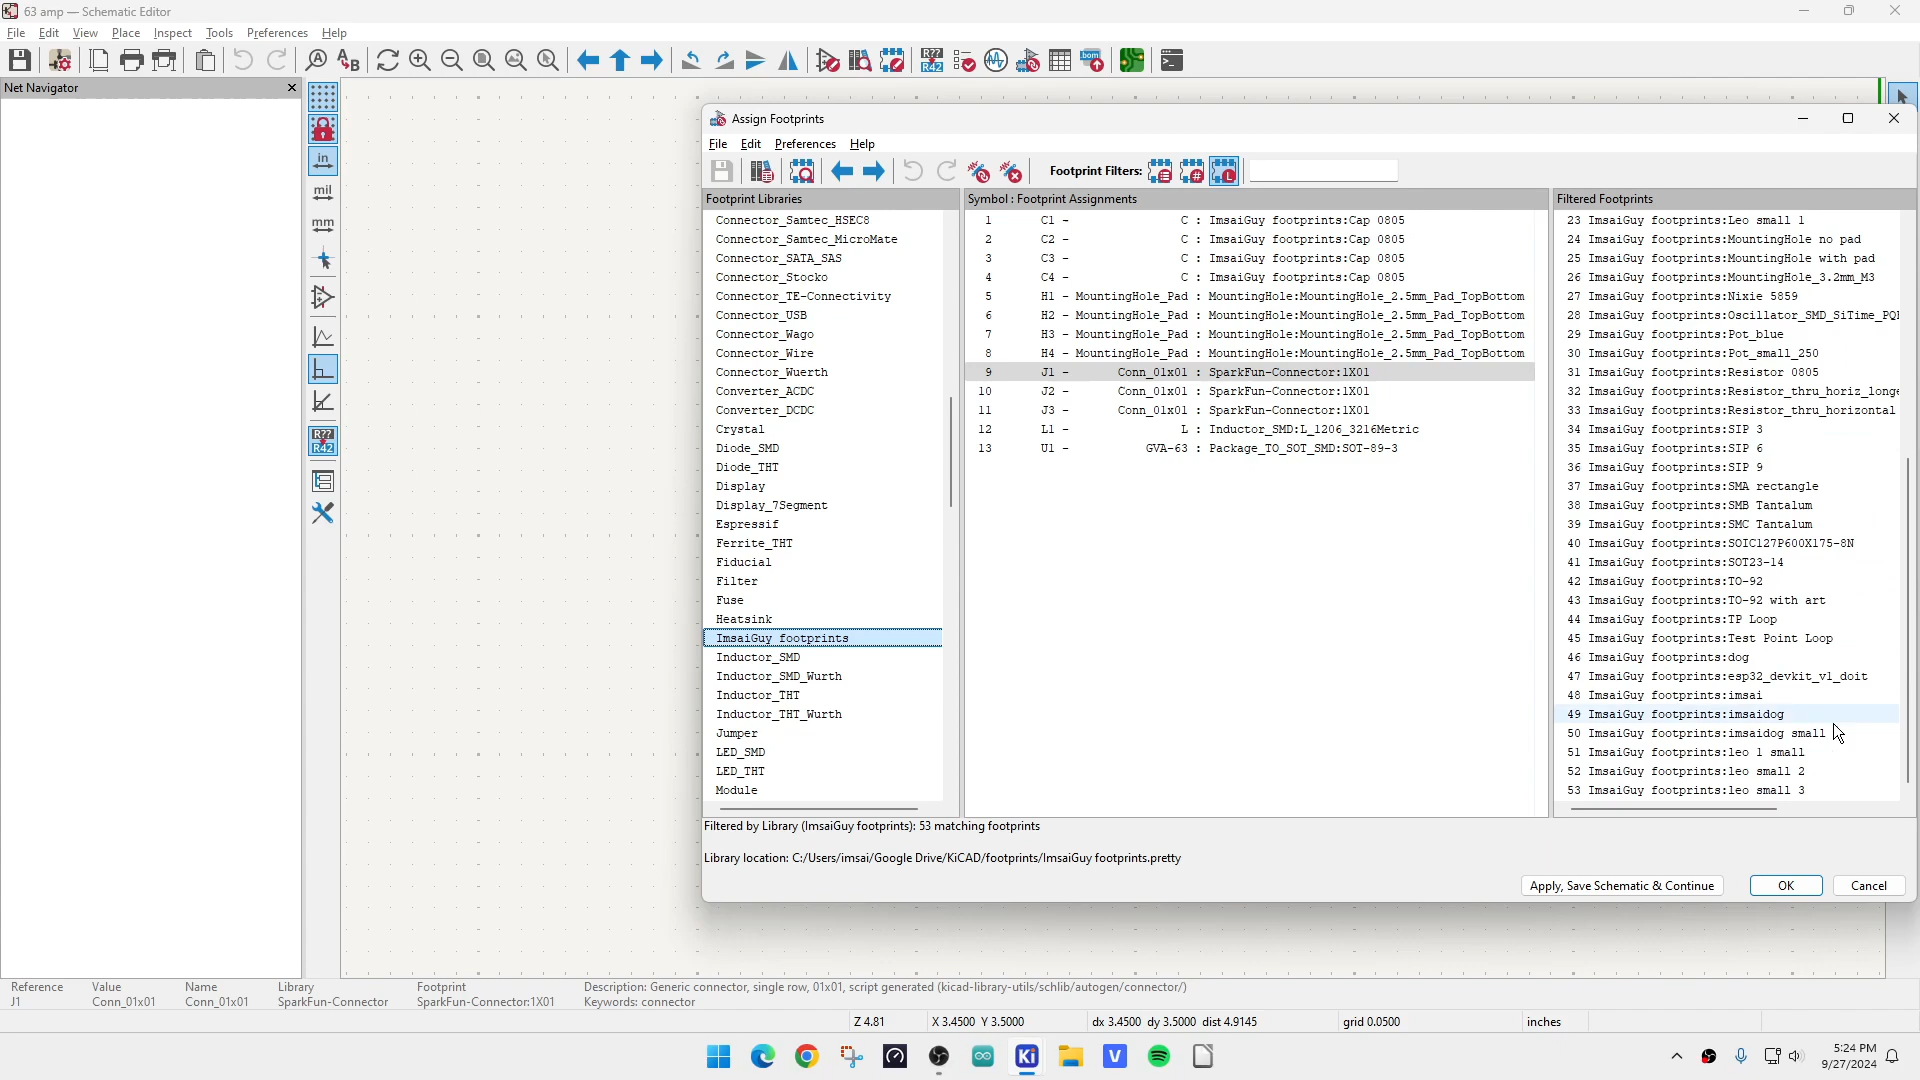 63 amp — Schematic Editor
File Edit View Place Inspect Tools Preferences Help
Net Navigator
in
mil
mm
R??
R42
R??
R42
bom
Assign Footprints
File Edit Preferences Help
Footprint Filters:
Footprint Libraries
Connector_Samtec_HSEC8
Connector_Samtec_MicroMate
Connector_SATA_SAS
Connector_Stocko
Connector_TE-Connectivity
Connector_USB
Connector_Wago
Connector_Wire
Connector_Wuerth
Converter_ACDC
Converter_DCDC
Crystal
Diode_SMD
Diode_THT
Display
Display_7Segment
Espressif
Ferrite_THT
Fiducial
Filter
Fuse
Heatsink
ImsaiGuy footprints
Inductor_SMD
Inductor_SMD_Wurth
Inductor_THT
Inductor_THT_Wurth
Jumper
LED_SMD
LED_THT
Module
Symbol : Footprint Assignments
1 C1 - C : ImsaiGuy footprints:Cap 0805
2 C2 - C : ImsaiGuy footprints:Cap 0805
3 C3 - C : ImsaiGuy footprints:Cap 0805
4 C4 - C : ImsaiGuy footprints:Cap 0805
5 H1 - MountingHole_Pad : MountingHole:MountingHole_2.5mm_Pad_TopBottom
6 H2 - MountingHole_Pad : MountingHole:MountingHole_2.5mm_Pad_TopBottom
7 H3 - MountingHole_Pad : MountingHole:MountingHole_2.5mm_Pad_TopBottom
8 H4 - MountingHole_Pad : MountingHole:MountingHole_2.5mm_Pad_TopBottom
9 J1 - Conn_01x01 : SparkFun-Connector:1X01
10 J2 - Conn_01x01 : SparkFun-Connector:1X01
11 J3 - Conn_01x01 : SparkFun-Connector:1X01
12 L1 - L : Inductor_SMD:L_1206_3216Metric
13 U1 - GVA-63 : Package_TO_SOT_SMD:SOT-89-3
Filtered Footprints
23 ImsaiGuy footprints:Leo small 1
24 ImsaiGuy footprints:MountingHole no pad
25 ImsaiGuy footprints:MountingHole with pad
26 ImsaiGuy footprints:MountingHole_3.2mm_M3
27 ImsaiGuy footprints:Nixie 5859
28 ImsaiGuy footprints:Oscillator_SMD_SiTime_PQ
29 ImsaiGuy footprints:Pot_blue
30 ImsaiGuy footprints:Pot_small_250
31 ImsaiGuy footprints:Resistor 0805
32 ImsaiGuy footprints:Resistor_thru_horiz_long
33 ImsaiGuy footprints:Resistor_thru_horizontal
34 ImsaiGuy footprints:SIP 3
35 ImsaiGuy footprints:SIP 6
36 ImsaiGuy footprints:SIP 9
37 ImsaiGuy footprints:SMA rectangle
38 ImsaiGuy footprints:SMB Tantalum
39 ImsaiGuy footprints:SMC Tantalum
40 ImsaiGuy footprints:SOIC127P600X175-8N
41 ImsaiGuy footprints:SOT23-14
42 ImsaiGuy footprints:TO-92
43 ImsaiGuy footprints:TO-92 with art
44 ImsaiGuy footprints:TP Loop
45 ImsaiGuy footprints:Test Point Loop
46 ImsaiGuy footprints:dog
47 ImsaiGuy footprints:esp32_devkit_v1_doit
48 ImsaiGuy footprints:imsai
49 ImsaiGuy footprints:imsaidog
50 ImsaiGuy footprints:imsaidog small
51 ImsaiGuy footprints:leo 1 small
52 ImsaiGuy footprints:leo small 2
53 ImsaiGuy footprints:leo small 3
Filtered by Library (ImsaiGuy footprints): 53 matching footprints
Library location: C:/Users/imsai/Google Drive/KiCAD/footprints/ImsaiGuy footprints.pretty
Apply, Save Schematic & Continue OK Cancel
Reference Value Name Library Footprint Description: Generic connector, single row, 01x01, script generated (kicad-library-utils/schlib/autogen/connector/)
J1 Conn_01x01 Conn_01x01 SparkFun-Connector SparkFun-Connector:1X01 Keywords: connector
Z 4.81 X 3.4500 Y 3.5000 dx 3.4500 dy 3.5000 dist 4.9145 grid 0.0500 inches
Ki
V
5:24 PM
9/27/2024